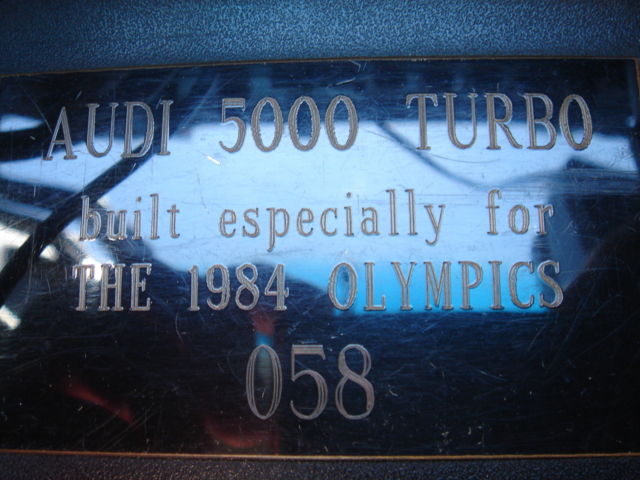 AUDI 5000 TURBO
built especially for
THE 1984 OLYMPICS
058